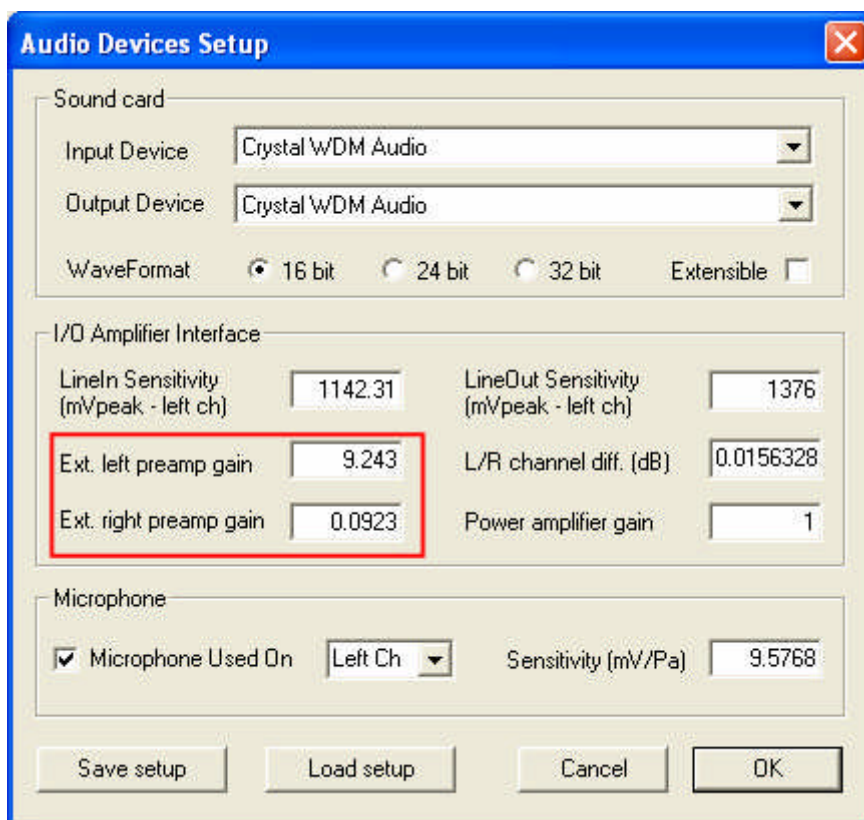 Audio Devices Setup
Sound card
Input Device Crystal WDM Audio
Output Device Crystal WDM Audio
WaveFormat 16 bit 24 bit 32 bit Extensible
I/O Amplifier Interface
LineIn Sensitivity
(mVpeak - left ch) 1142.31
LineOut Sensitivity
(mVpeak - left ch) 1376
Ext. left preamp gain 9.243
L/R channel diff. (dB) 0.0156328
Ext. right preamp gain 0.0923
Power amplifier gain 1
Microphone
Microphone Used On Left Ch Sensitivity (mV/Pa) 9.5768
Save setup Load setup Cancel OK